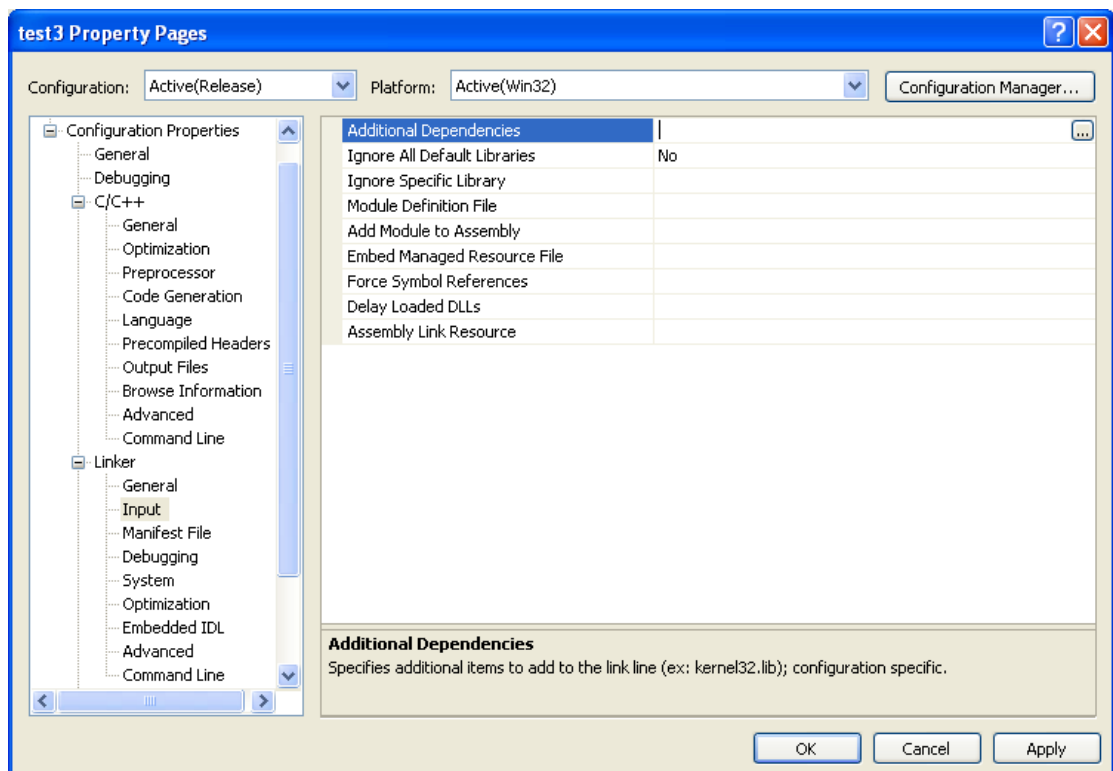 test3 Property Pages
Configuration: Active(Release) Platform: Active(Win32) Configuration Manager...
Configuration Properties
General
Debugging
C/C++
General
Optimization
Preprocessor
Code Generation
Language
Precompiled Headers
Output Files
Browse Information
Advanced
Command Line
Linker
General
Input
Manifest File
Debugging
System
Optimization
Embedded IDL
Advanced
Command Line
Additional Dependencies ...
Ignore All Default Libraries No
Ignore Specific Library
Module Definition File
Add Module to Assembly
Embed Managed Resource File
Force Symbol References
Delay Loaded DLLs
Assembly Link Resource
Additional Dependencies
Specifies additional items to add to the link line (ex: kernel32.lib); configuration specific.
OK Cancel Apply